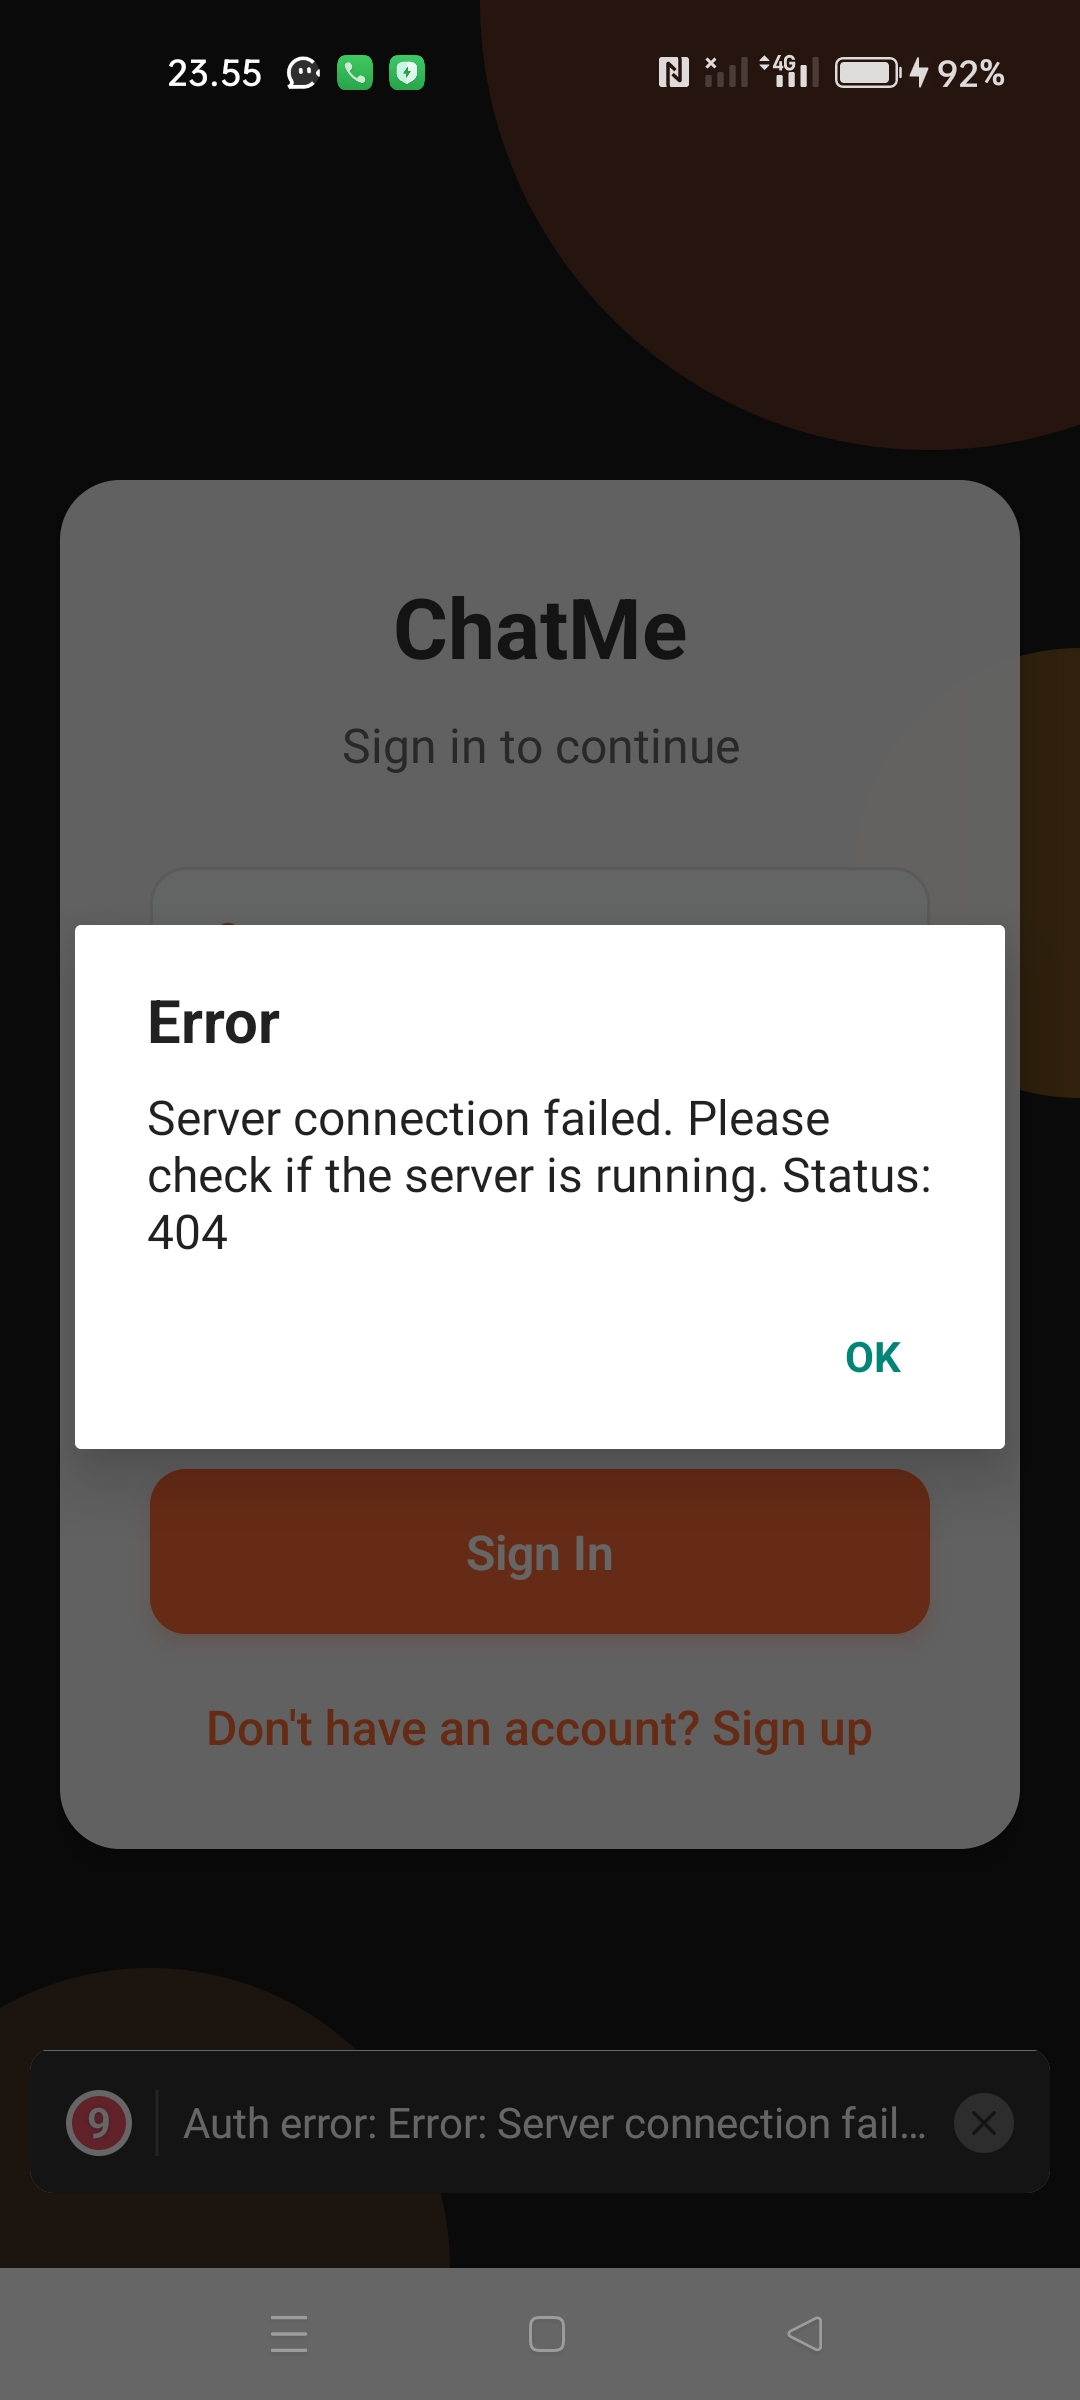 23.55 4G 92%
ChatMe
Sign in to continue
Error
Server connection failed. Please
check if the server is running. Status:
404
OK
Sign In
Don't have an account? Sign up
9 Auth error: Error: Server connection fail...